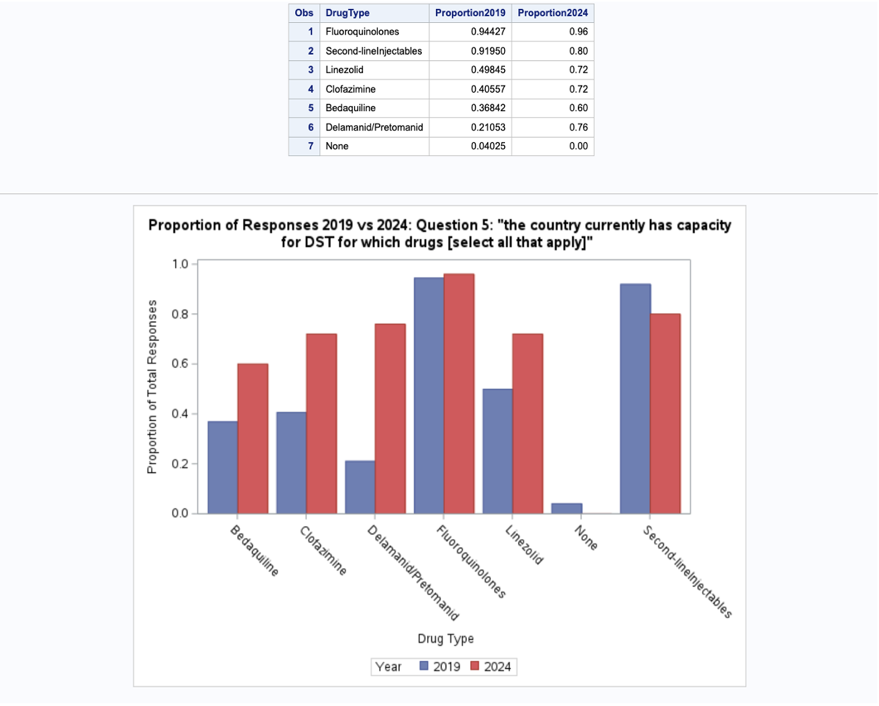 Obs DrugType Proportion2019 Proportion2024
1 Fluoroquinolones 0.94427 0.96
2 Second-lineInjectables 0.91950 0.80
3 Linezolid 0.49845 0.72
4 Clofazimine 0.40557 0.72
5 Bedaquiline 0.36842 0.60
6 Delamanid/Pretomanid 0.21053 0.76
7 None 0.04025 0.00
Proportion of Responses 2019 vs 2024: Question 5: "the country currently has capacity
for DST for which drugs [select all that apply]"
Proportion of Total Responses
1.0
0.8
0.6
0.4
0.2
0.0
Bedaquiline
Clofazimine
Delamanid/Pretomanid
Fluoroquinolones
Linezolid
None
Second-lineInjectables
Drug Type
Year 2019 2024